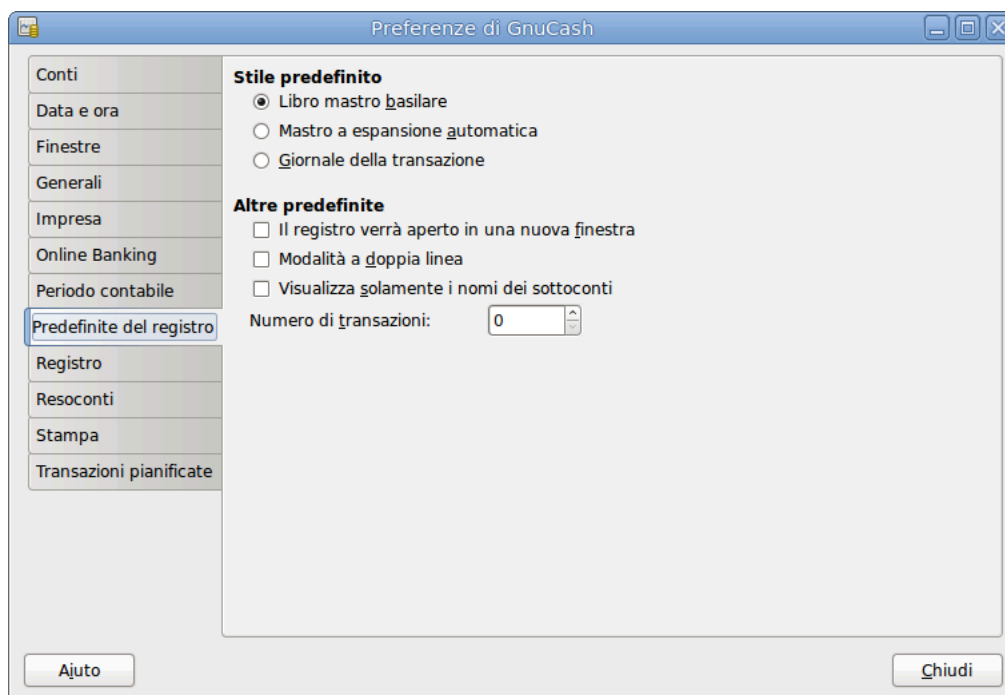 Preferenze di GnuCash
Conti
Data e ora
Finestre
Generali
Impresa
Online Banking
Periodo contabile
Predefinite del registro
Registro
Resoconti
Stampa
Transazioni pianificate
Stile predefinito
Libro mastro basilare
Mastro a espansione automatica
Giornale della transazione
Altre predefinite
Il registro verrà aperto in una nuova finestra
Modalità a doppia linea
Visualizza solamente i nomi dei sottoconti
Numero di transazioni: 0
Aiuto
Chiudi